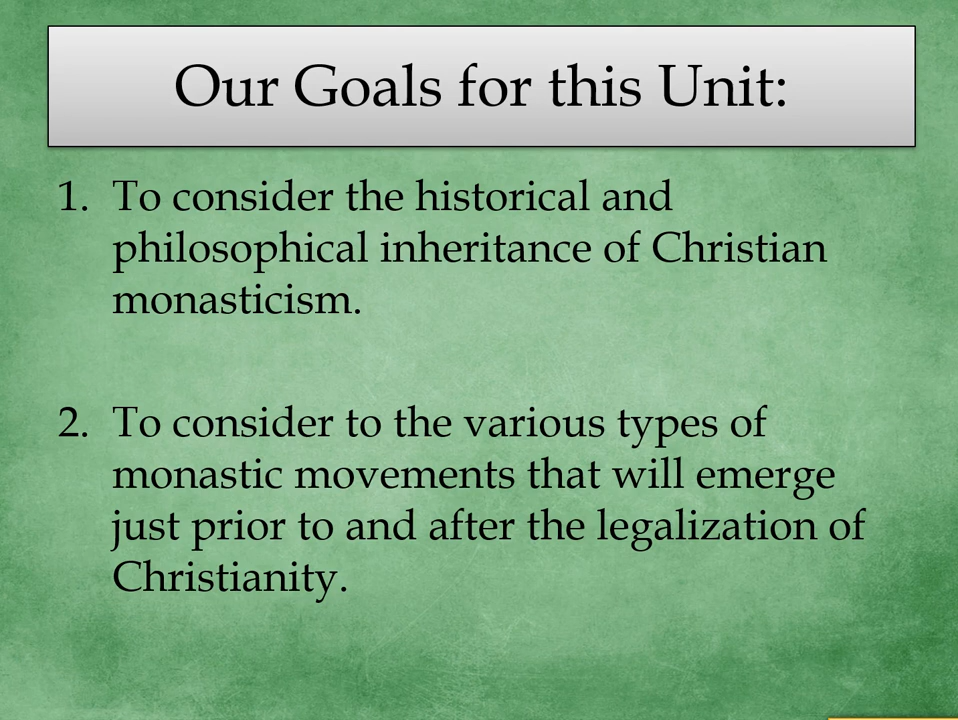 Our Goals for this Unit:
1. To consider the historical and
philosophical inheritance of Christian
monasticism.
2. To consider to the various types of
monastic movements that will emerge
just prior to and after the legalization of
Christianity.